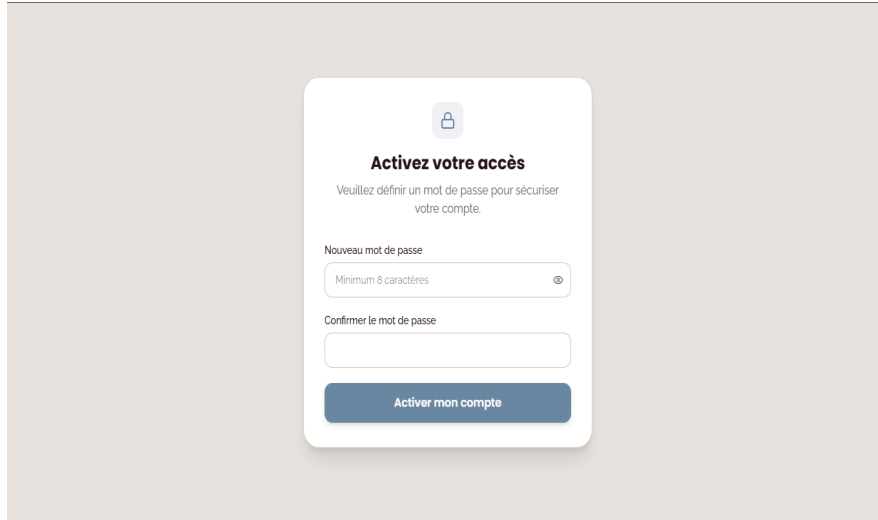 Activez votre accès
Veuillez définir un mot de passe pour sécuriser
votre compte.
Nouveau mot de passe
Minimum 8 caractères
Confirmer le mot de passe
Activer mon compte